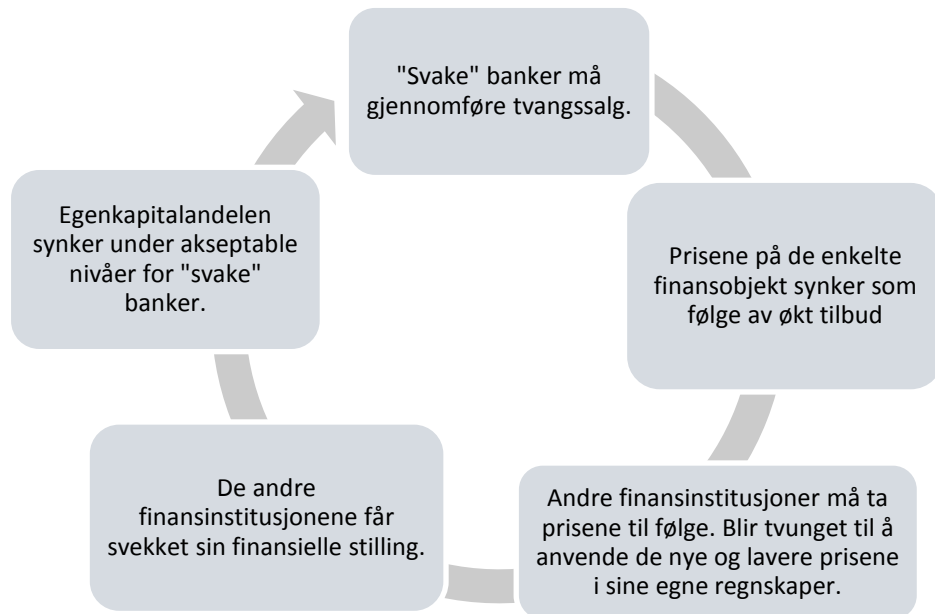 "Svake" banker må
gjennomføre tvangssalg.
Prisene på de enkelte
finansobjekt synker som
følge av økt tilbud
Andre finansinstitusjoner må ta
prisene til følge. Blir tvunget til å
anvende de nye og lavere prisene
i sine egne regnskaper.
De andre
finansinstitusjonene får
svekket sin finansielle stilling.
Egenkapitalandelen
synker under akseptable
nivåer for "svake"
banker.